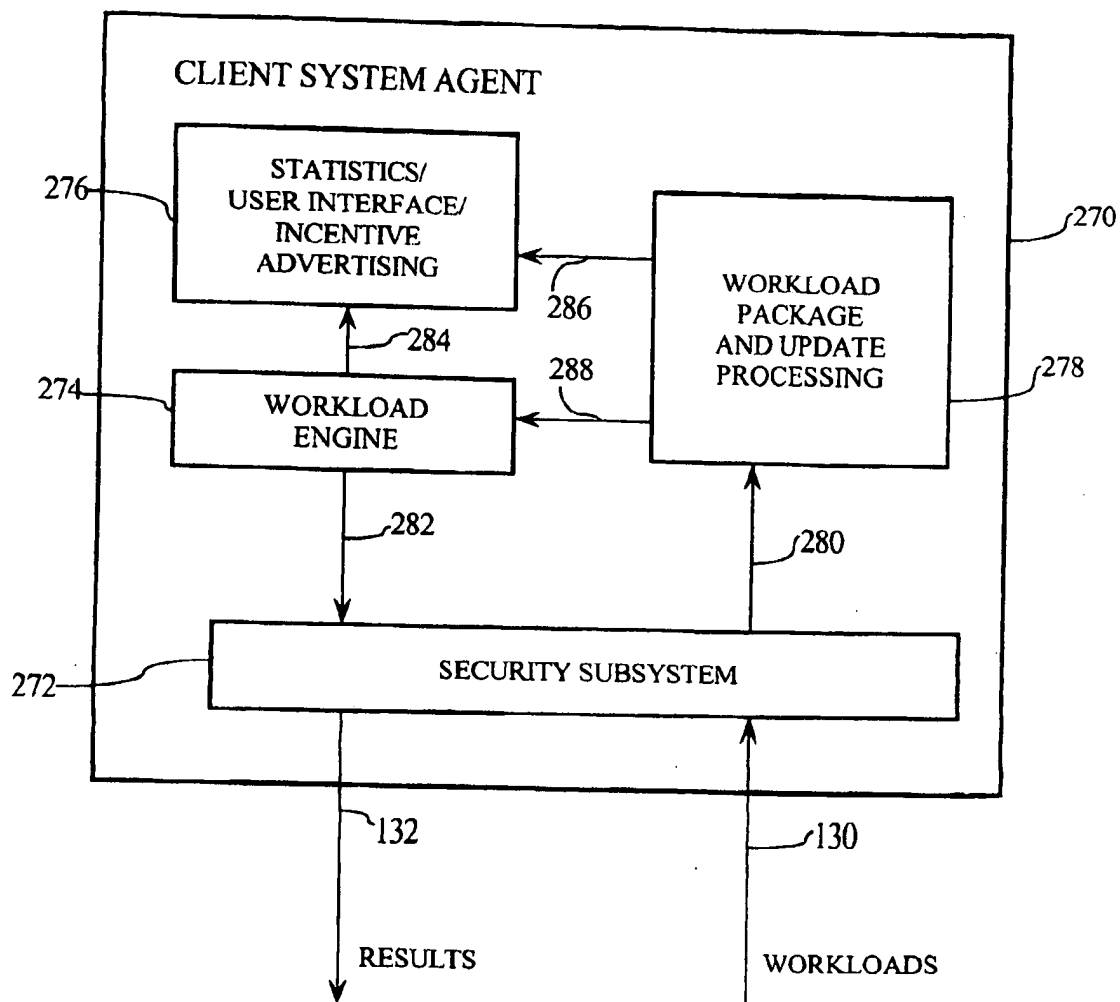 CLIENT SYSTEM AGENT
STATISTICS/
USER INTERFACE/
INCENTIVE
ADVERTISING
276
270
286
WORKLOAD
PACKAGE
AND UPDATE
PROCESSING
284
288
278
274
WORKLOAD
ENGINE
282
280
272
SECURITY SUBSYSTEM
132
130
RESULTS
WORKLOADS